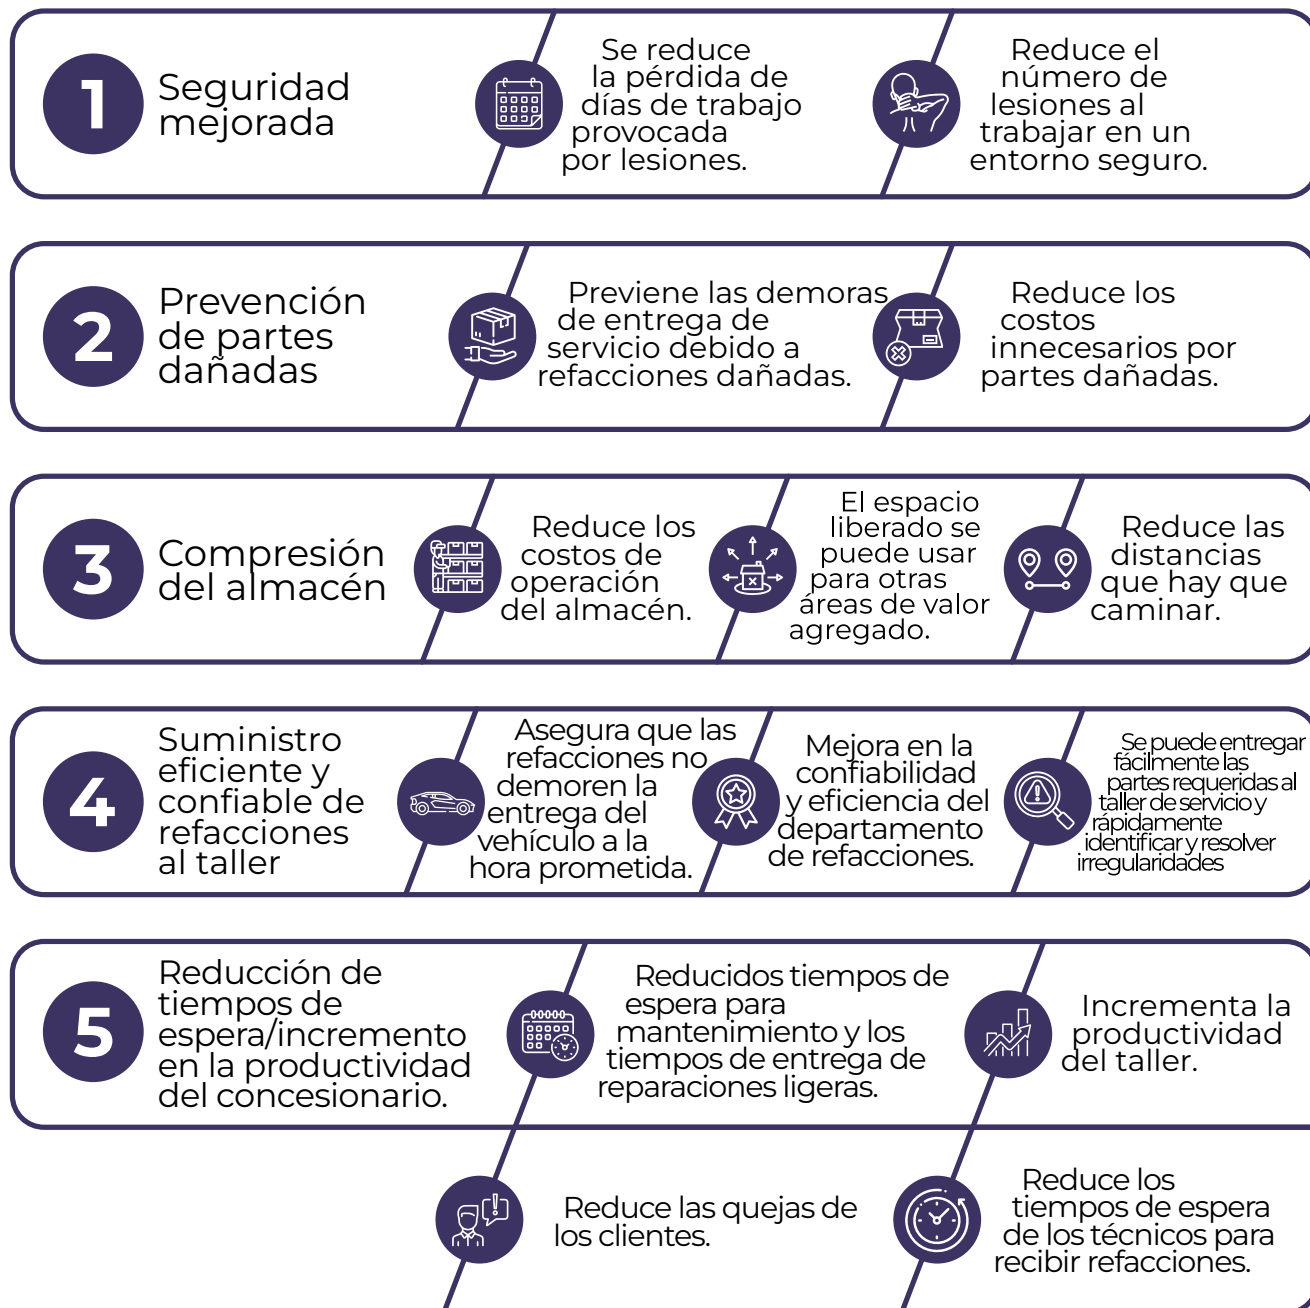 1
Seguridad
mejorada
Se reduce
la pérdida de
días de trabajo
provocada
por lesiones.
Reduce el
número de
lesiones al
trabajar en un
entorno seguro.
2
Prevención
de partes
dañadas
Previene las demoras
de entrega de
servicio debido a
refacciones dañadas.
Reduce los
costos
innecesarios por
partes dañadas.
3
Compresión
del almacén
Reduce los
costos de
operación
del almacén.
El espacio
liberado se
puede usar
para otras
áreas de valor
agregado.
Reduce las
distancias
que hay que
caminar.
4
Suministro
eficiente y
confiable de
refacciones
al taller
Asegura que las
refacciones no
demoren la
entrega del
vehículo a la
hora prometida.
Mejora en la
confiabilidad
y eficiencia del
departamento
de refacciones.
Se puede entregar
fácilmente las
partes requeridas al
taller de servicio y
rápidamente
identificar y resolver
irregularidades
5
Reducción de
tiempos de
espera/incremento
en la productividad
del concesionario.
Reducidos tiempos de
espera para
mantenimiento y los
tiempos de entrega de
reparaciones ligeras.
Incrementa la
productividad
del taller.
Reduce las quejas de
los clientes.
Reduce los
tiempos de espera
de los técnicos para
recibir refacciones.